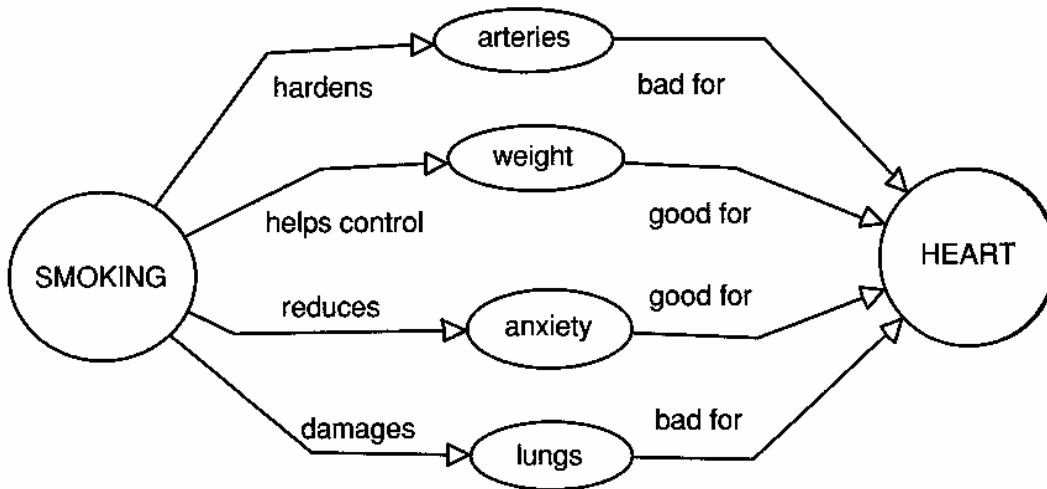 arteries
hardens
bad for
weight
helps control
good for
SMOKING
HEART
reduces
good for
anxiety
damages
bad for
lungs